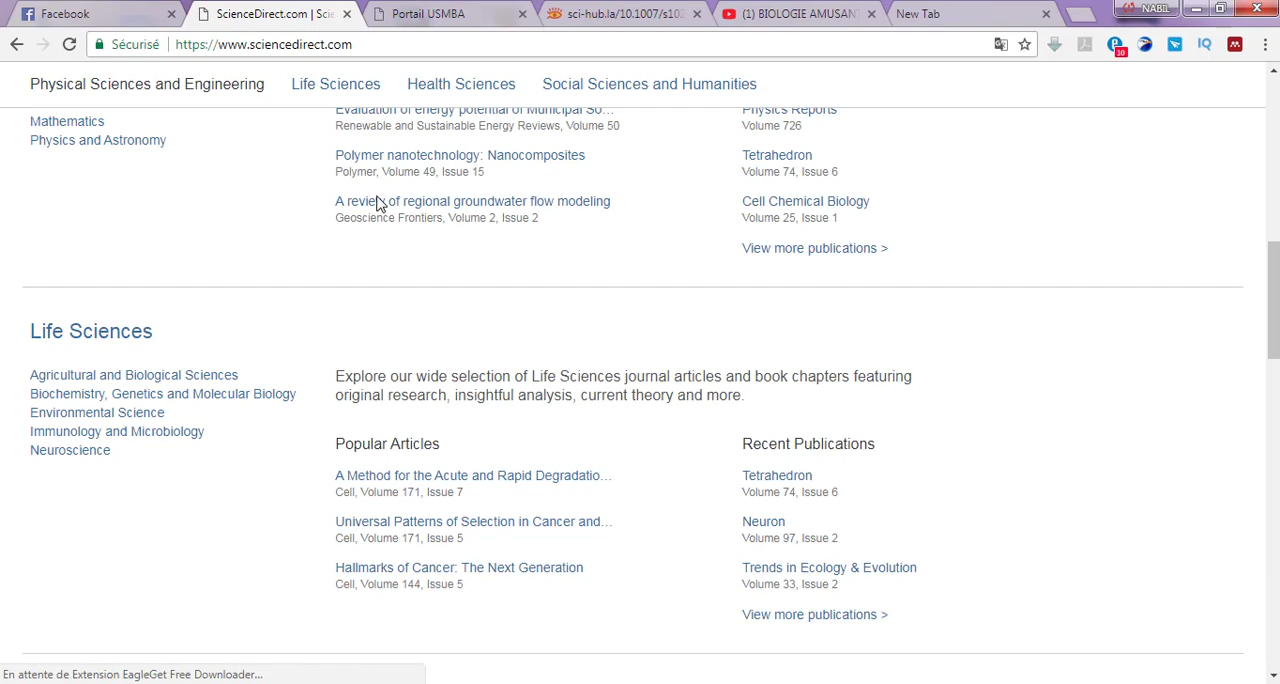 Facebook
ScienceDirect.com | Scie
Portail USMBA
sci-hub.la/10.1007/s102
(1) BIOLOGIE AMUSANT
New Tab
NABIL
Sécurisé
https://www.sciencedirect.com
10
IQ
Physical Sciences and Engineering
Life Sciences
Health Sciences
Social Sciences and Humanities
Mathematics
Physics and Astronomy
Evaluation of energy potential of Municipal So...
Renewable and Sustainable Energy Reviews, Volume 50
Polymer nanotechnology: Nanocomposites
Polymer, Volume 49, Issue 15
A review of regional groundwater flow modeling
Geoscience Frontiers, Volume 2, Issue 2
Physics Reports
Volume 726
Tetrahedron
Volume 74, Issue 6
Cell Chemical Biology
Volume 25, Issue 1
View more publications >
Life Sciences
Agricultural and Biological Sciences
Biochemistry, Genetics and Molecular Biology
Environmental Science
Immunology and Microbiology
Neuroscience
Explore our wide selection of Life Sciences journal articles and book chapters featuring
original research, insightful analysis, current theory and more.
Popular Articles
A Method for the Acute and Rapid Degradatio...
Cell, Volume 171, Issue 7
Universal Patterns of Selection in Cancer and...
Cell, Volume 171, Issue 5
Hallmarks of Cancer: The Next Generation
Cell, Volume 144, Issue 5
Recent Publications
Tetrahedron
Volume 74, Issue 6
Neuron
Volume 97, Issue 2
Trends in Ecology & Evolution
Volume 33, Issue 2
View more publications >
En attente de Extension EagleGet Free Downloader...